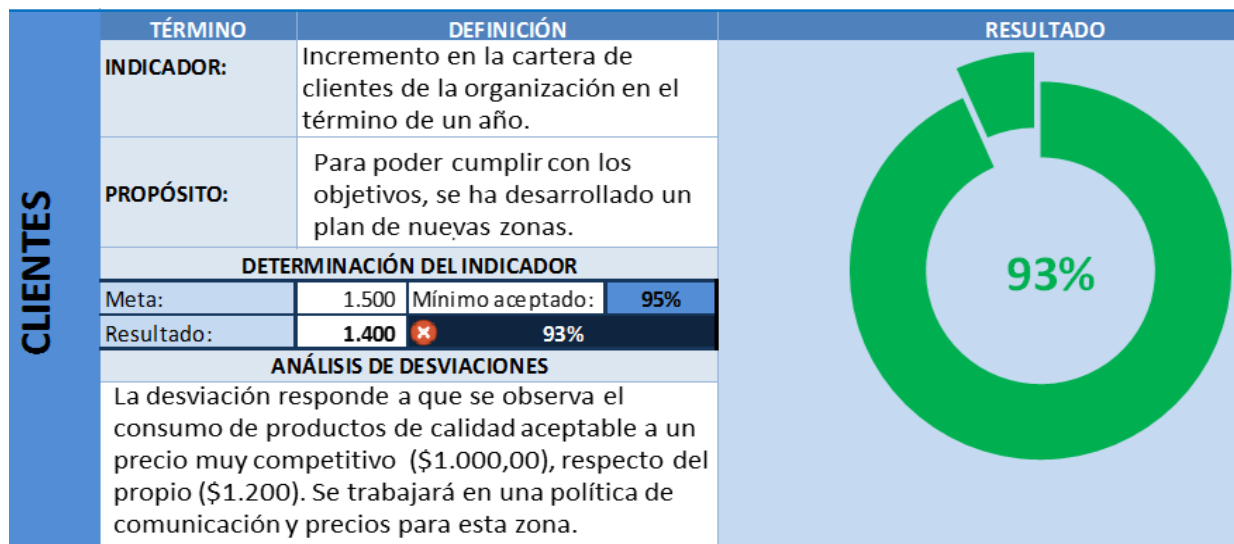 CLIENTES
TÉRMINO DEFINICIÓN RESULTADO
INDICADOR:
Incremento en la cartera de
clientes de la organización en el
término de un año.
PROPÓSITO:
Para poder cumplir con los
objetivos, se ha desarrollado un
plan de nuevas zonas.
DETERMINACIÓN DEL INDICADOR
Meta: 1.500 Mínimo aceptado: 95%
Resultado: 1.400 93%
ANÁLISIS DE DESVIACIONES
La desviación responde a que se observa el
consumo de productos de calidad aceptable a un
precio muy competitivo ($1.000,00), respecto del
propio ($1.200). Se trabajará en una política de
comunicación y precios para esta zona.
93%